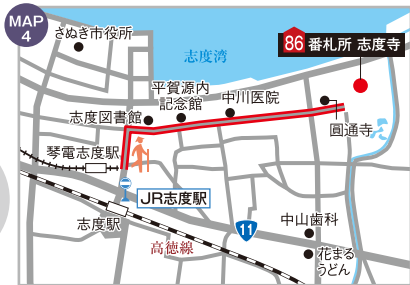 MAP
4
さぬき市役所
志度湾
86 番札所 志度寺
平賀源内
記念館
中川医院
志度図書館
圓通寺
琴電志度駅
JR志度駅
志度駅
11
中山歯科
高徳線
花まる
うどん